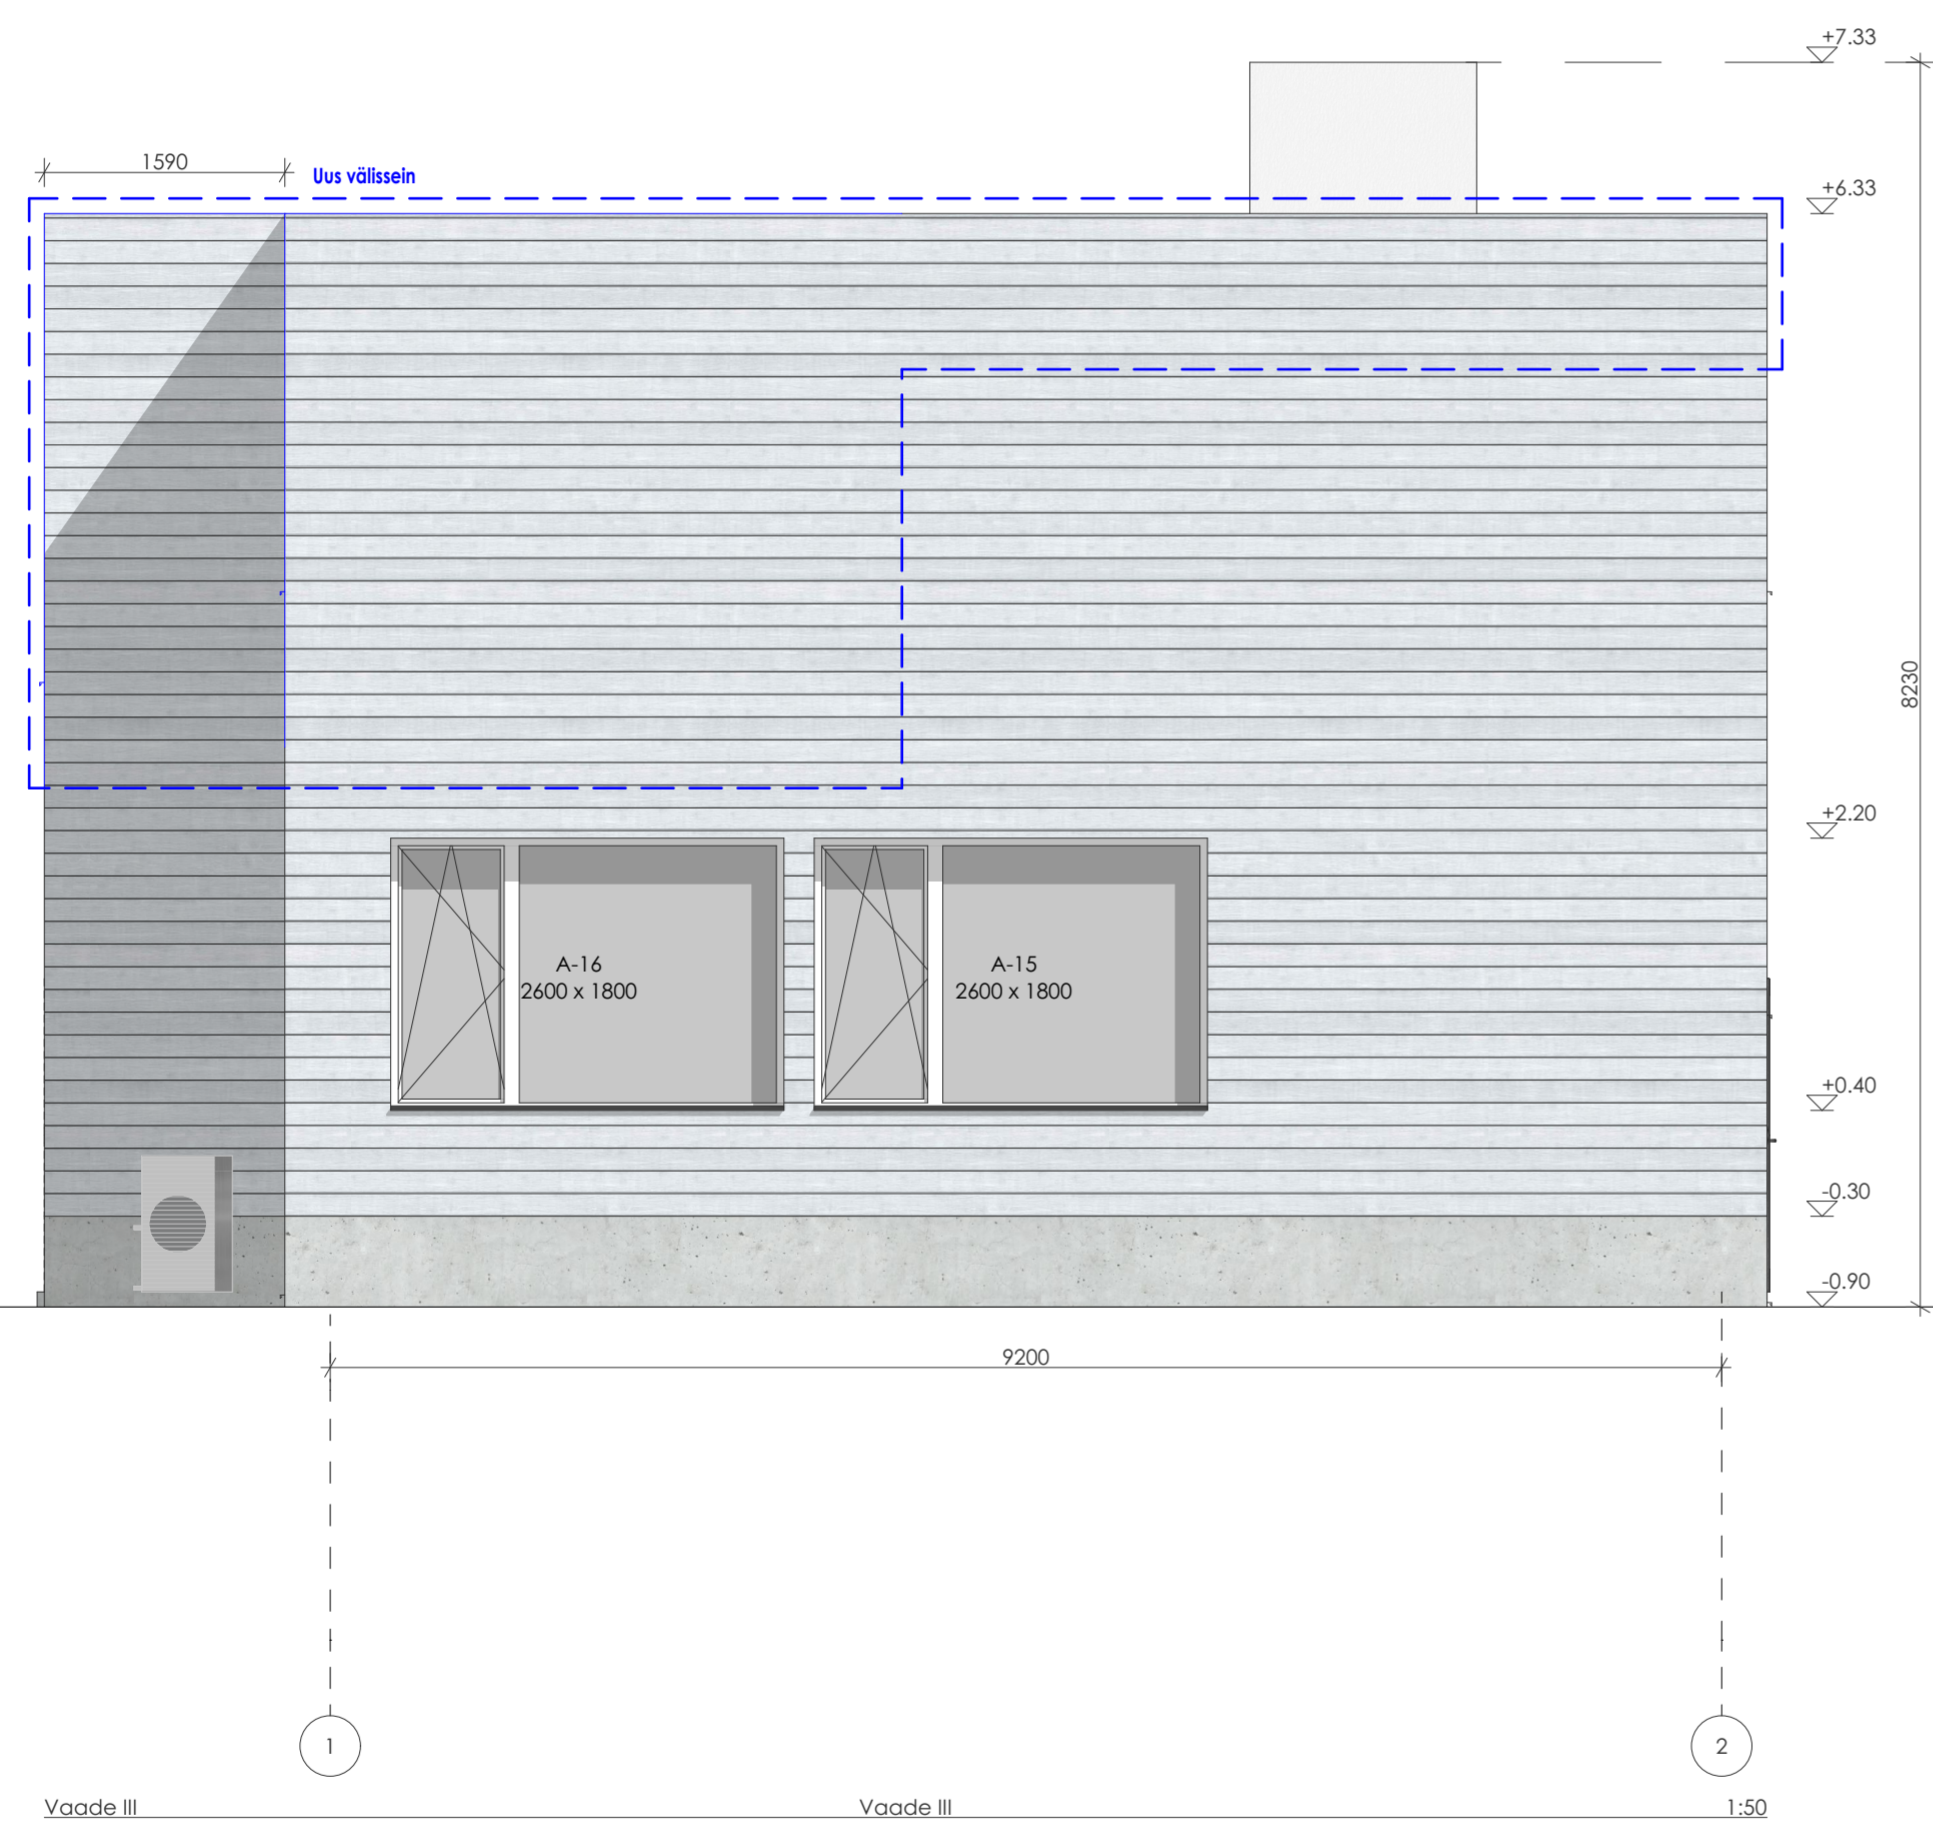 +7.33
1590
Uus välissein
+6.33
8230
+2.20
A-16
2600 x 1800
A-15
2600 x 1800
+0.40
-0.30
-0.90
9200
1
2
Vaade III
Vaade III
1:50